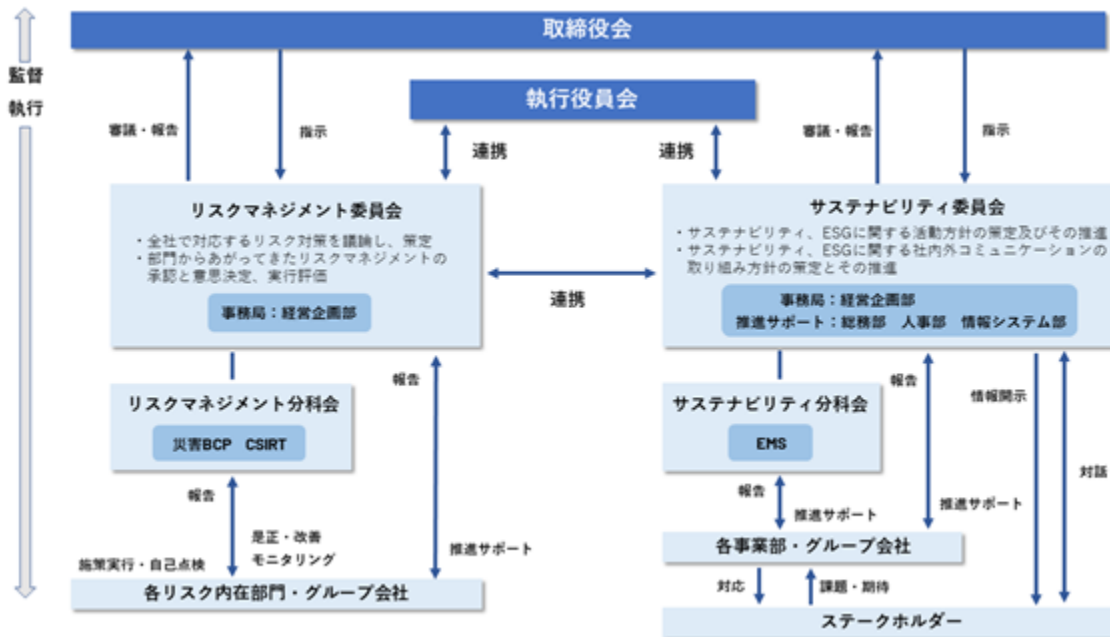 取締役会
監督
執行
執行役員会
審議・報告
指示
連携
連携
審議・報告
指示
リスクマネジメント委員会
・全社で対応するリスク対策を議論し、策定
・部門からあがってきたリスクマネジメントの
承認と意思決定、実行評価
事務局：経営企画部
連携
サステナビリティ委員会
・サステナビリティ、ESGに関する活動方針の策定及びその推進
・サステナビリティ、ESGに関する社内外コミュニケーションの
取り組み方針の策定とその推進
事務局：経営企画部
推進サポート：総務部　人事部　情報システム部
報告
リスクマネジメント分科会
災害BCP　CSIRT
報告
是正・改善
モニタリング
施策実行・自己点検
推進サポート
各リスク内在部門・グループ会社
報告
情報開示
サステナビリティ分科会
EMS
対話
報告
推進サポート
推進サポート
各事業部・グループ会社
対応
課題・期待
ステークホルダー